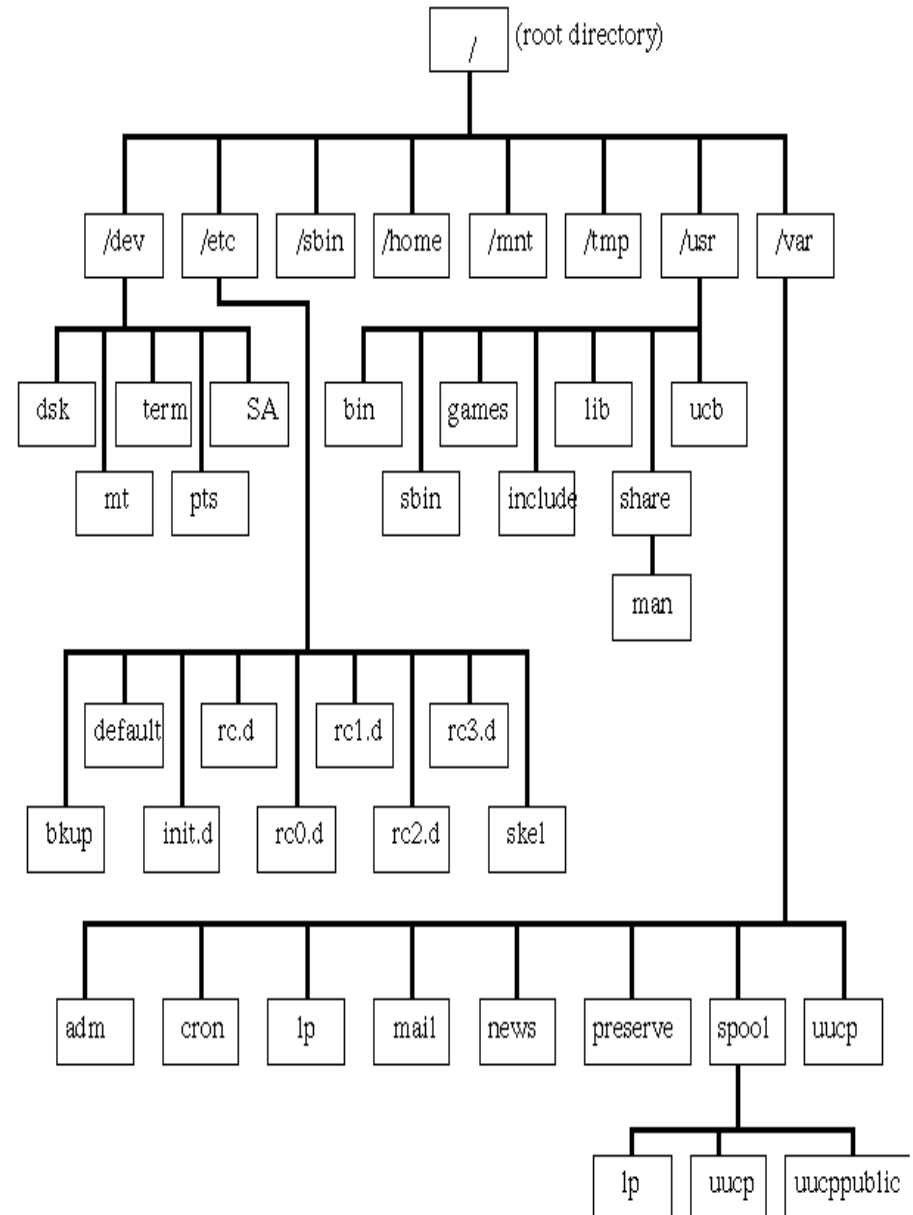 / (root directory)
/dev /etc /sbin /home /mnt /tmp /usr /var
dsk term SA bin games lib ucb
mt pts sbin include share
man
default rc.d rc1.d rc3.d
bkup init.d rc0.d rc2.d skel
adm cron lp mail news preserve spool uucp
lp uucp uucppublic